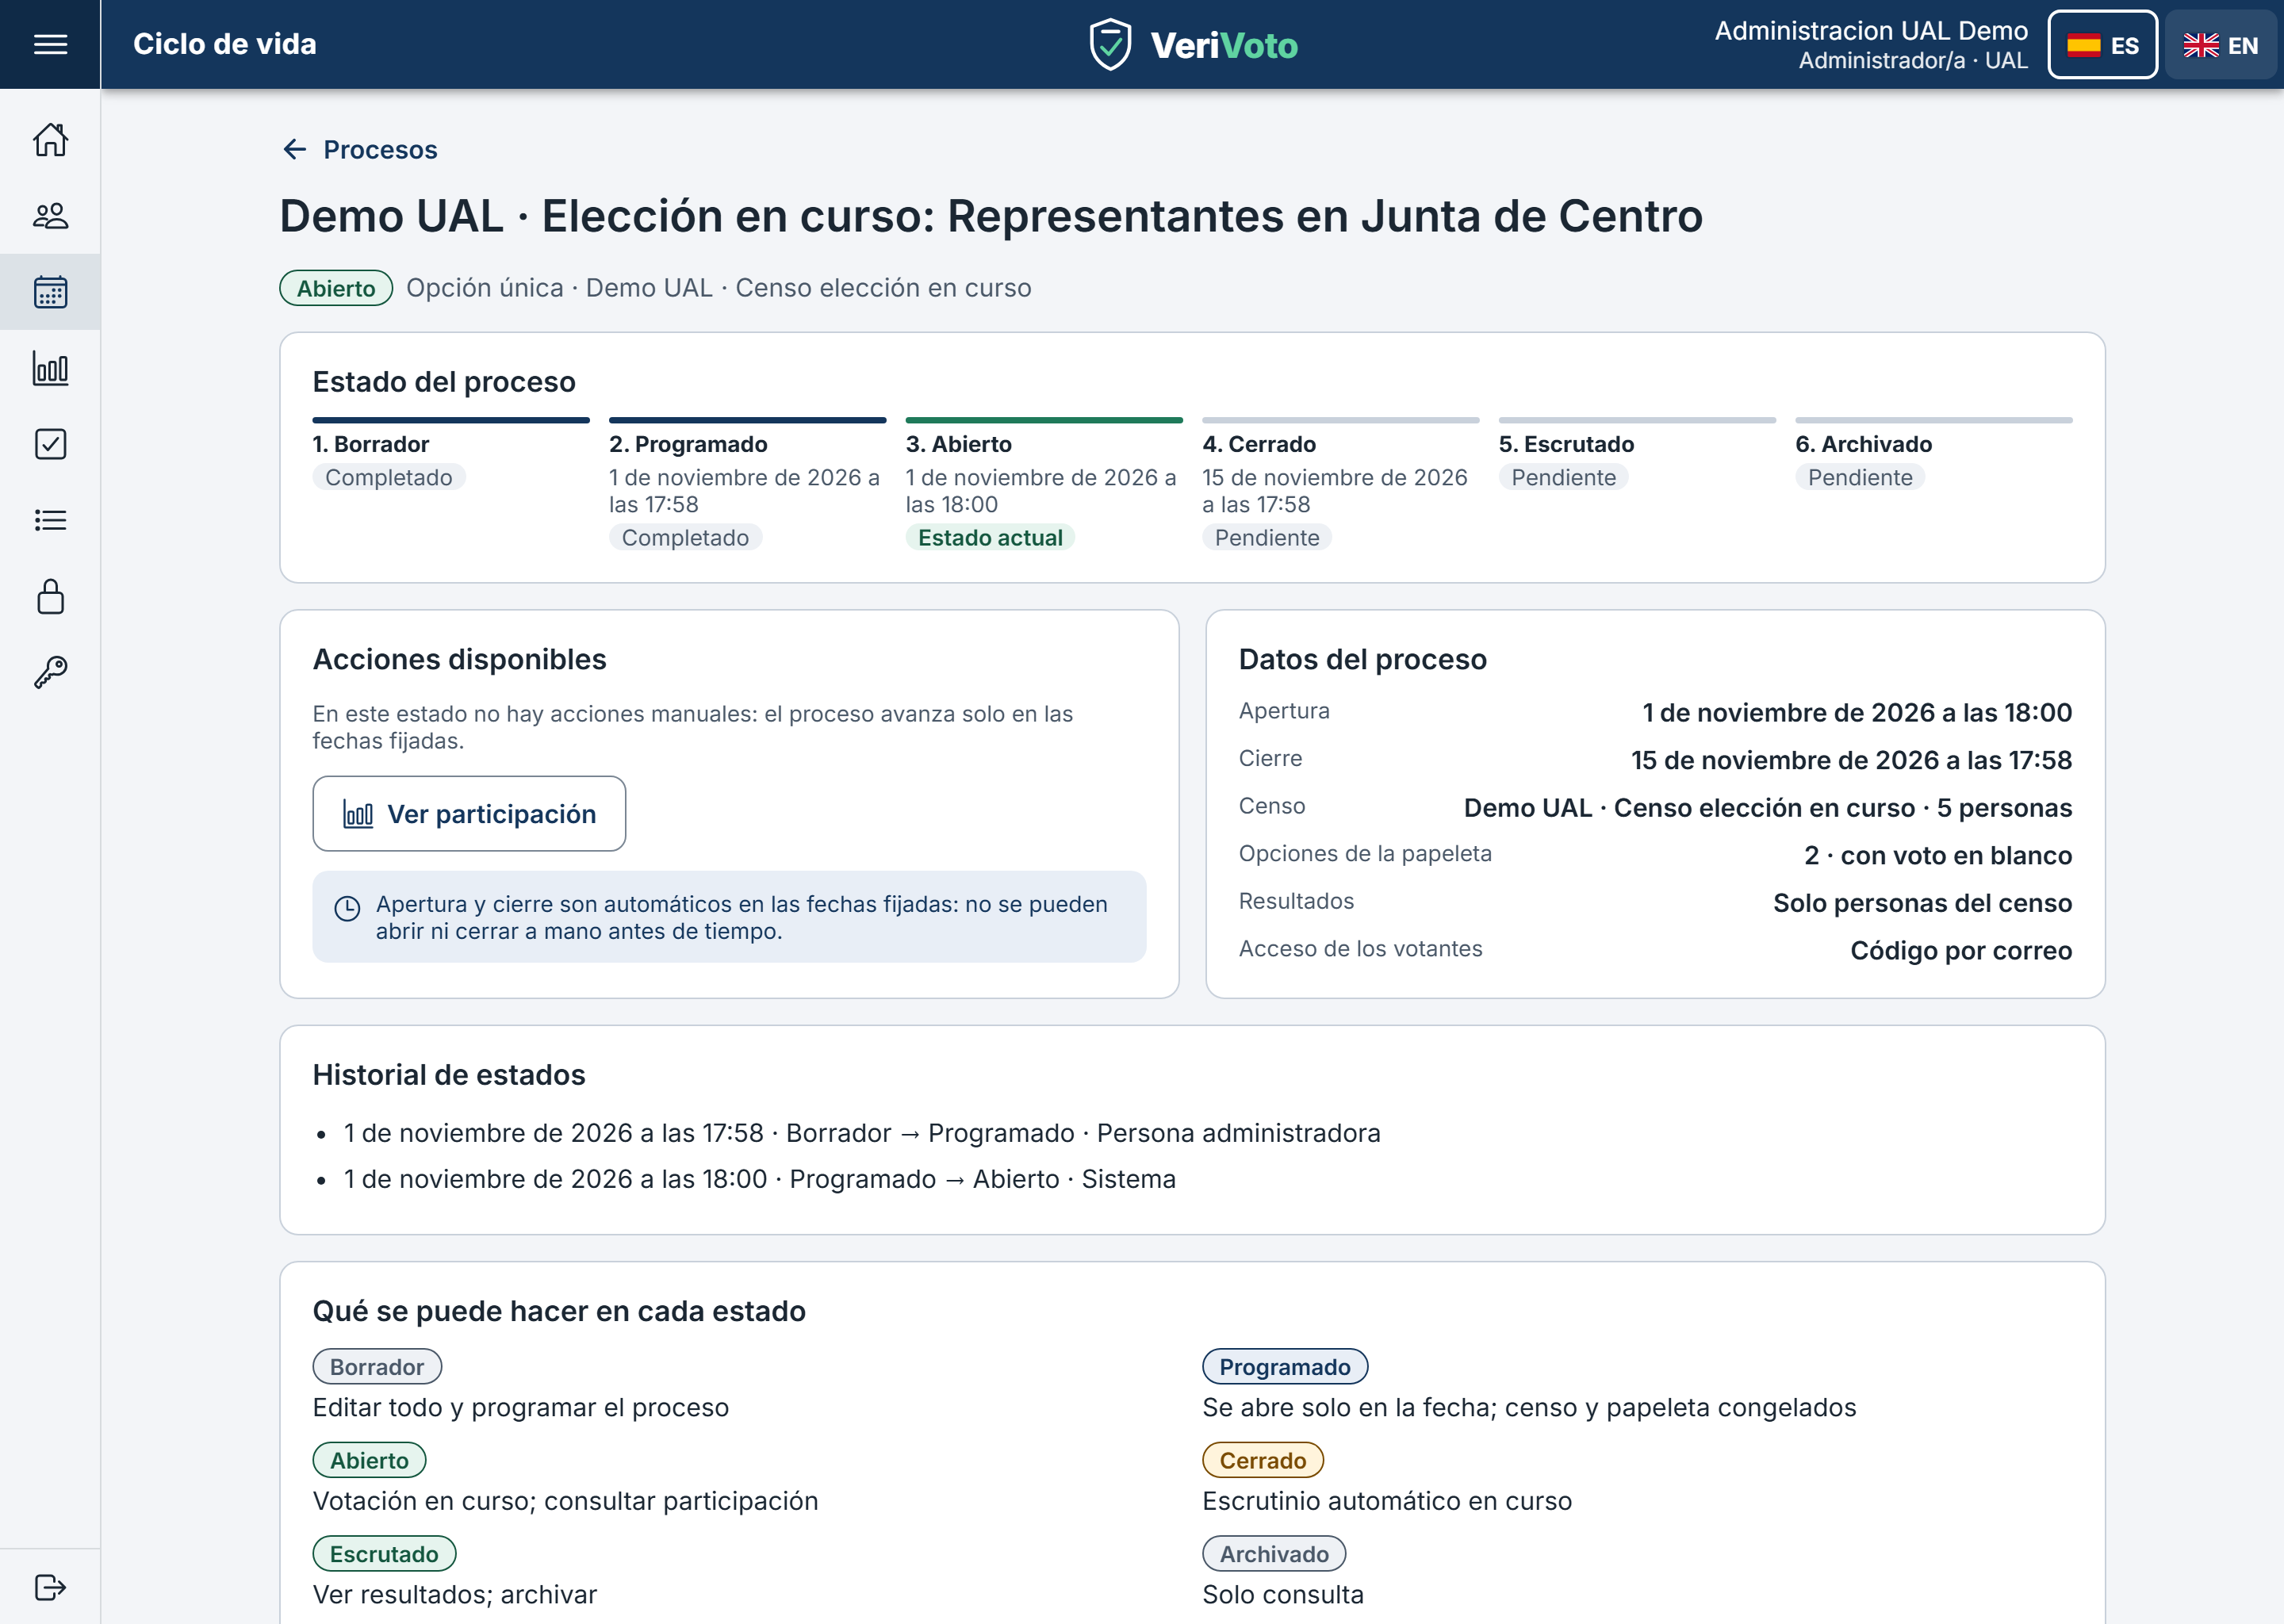 Ciclo de vida
VeriVoto
Administracion UAL Demo
Administrador/a · UAL
ES
EN
← Procesos
Demo UAL · Elección en curso: Representantes en Junta de Centro
Abierto Opción única · Demo UAL · Censo elección en curso
Estado del proceso
1. Borrador
Completado
2. Programado
1 de noviembre de 2026 a
las 17:58
Completado
3. Abierto
1 de noviembre de 2026 a
las 18:00
Estado actual
4. Cerrado
15 de noviembre de 2026
a las 17:58
Pendiente
5. Escrutado
Pendiente
6. Archivado
Pendiente
Acciones disponibles
En este estado no hay acciones manuales: el proceso avanza solo en las
fechas fijadas.
Ver participación
Apertura y cierre son automáticos en las fechas fijadas: no se pueden
abrir ni cerrar a mano antes de tiempo.
Datos del proceso
Apertura 1 de noviembre de 2026 a las 18:00
Cierre 15 de noviembre de 2026 a las 17:58
Censo Demo UAL · Censo elección en curso · 5 personas
Opciones de la papeleta 2 · con voto en blanco
Resultados Solo personas del censo
Acceso de los votantes Código por correo
Historial de estados
• 1 de noviembre de 2026 a las 17:58 · Borrador → Programado · Persona administradora
• 1 de noviembre de 2026 a las 18:00 · Programado → Abierto · Sistema
Qué se puede hacer en cada estado
Borrador
Editar todo y programar el proceso
Programado
Se abre solo en la fecha; censo y papeleta congelados
Abierto
Votación en curso; consultar participación
Cerrado
Escrutinio automático en curso
Escrutado
Ver resultados; archivar
Archivado
Solo consulta